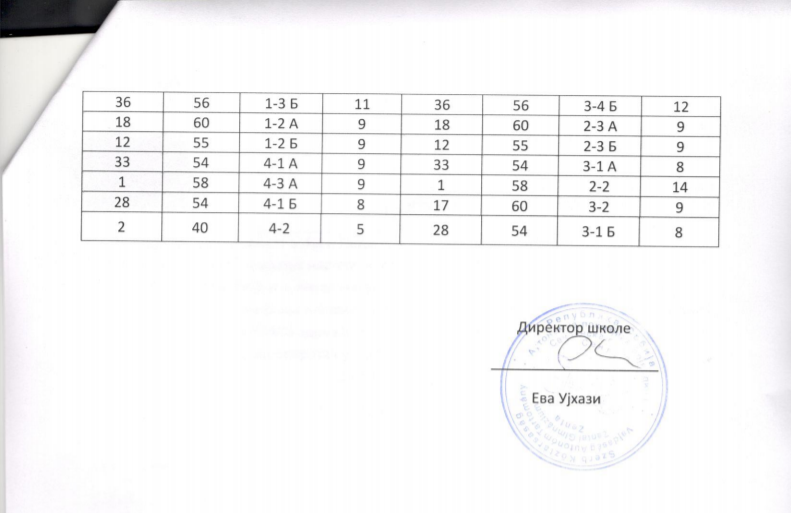 36 56 1-3 Б 11 36 56 3-4 Б 12
18 60 1-2 А 9 18 60 2-3 А 9
12 55 1-2 Б 9 12 55 2-3 Б 9
33 54 4-1 А 9 33 54 3-1 А 8
1 58 4-3 А 9 1 58 2-2 14
28 54 4-1 Б 8 17 60 3-2 9
2 40 4-2 5 28 54 3-1 Б 8
Директор школе
Ева Ујхази
Zenta